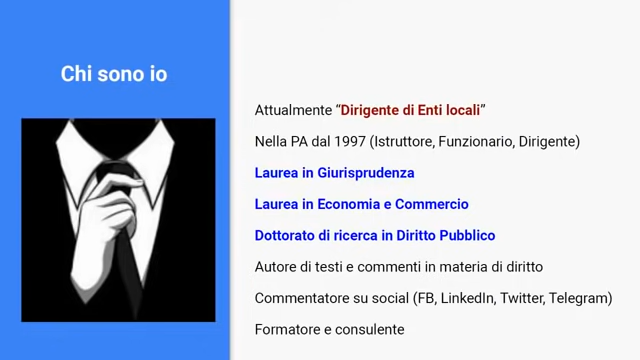 Chi sono io
Attualmente “Dirigente di Enti locali”
Nella PA dal 1997 (Istruttore, Funzionario, Dirigente)
Laurea in Giurisprudenza
Laurea in Economia e Commercio
Dottorato di ricerca in Diritto Pubblico
Autore di testi e commenti in materia di diritto
Commentatore su social (FB, LinkedIn, Twitter, Telegram)
Formatore e consulente